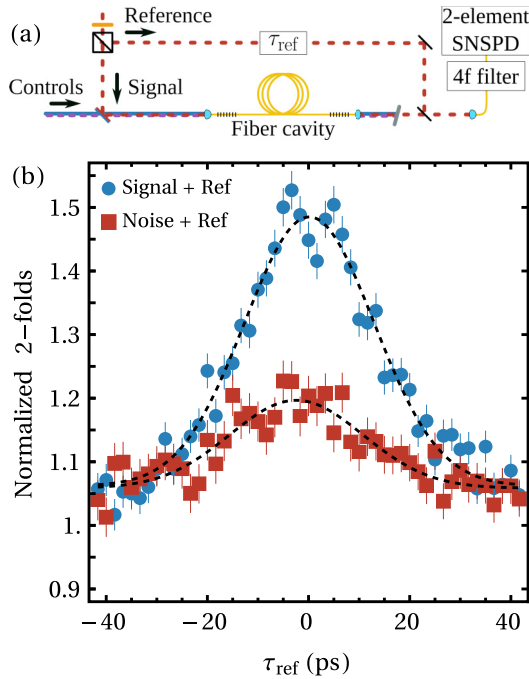 (a)
Reference
2-element
SNSPD
τref
4f filter
Controls
Signal
Fiber cavity
(b)
Signal + Ref
Noise + Ref
Normalized 2−folds
1.5
1.4
1.3
1.2
1.1
1.
0.9
−40
−20
0
20
40
τref (ps)